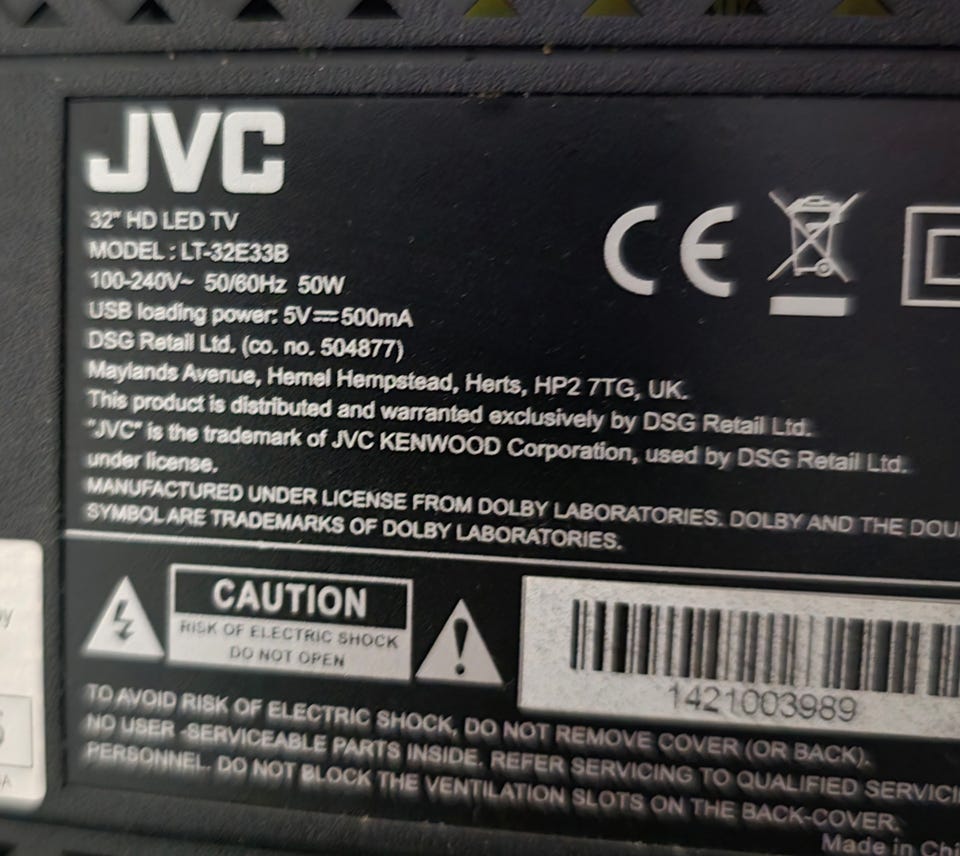 JVC
32" HD LED TV
MODEL : LT-32E33B
100-240V~ 50/60Hz 50W
USB loading power: 5V⎓500mA
DSG Retail Ltd. (co. no. 504877)
Maylands Avenue, Hemel Hempstead, Herts, HP2 7TG, UK.
This product is distributed and warranted exclusively by DSG Retail Ltd.
"JVC" is the trademark of JVC KENWOOD Corporation, used by DSG Retail Ltd.
under license.
MANUFACTURED UNDER LICENSE FROM DOLBY LABORATORIES. DOLBY AND THE DOU
SYMBOL ARE TRADEMARKS OF DOLBY LABORATORIES.
CE
CAUTION
RISK OF ELECTRIC SHOCK
DO NOT OPEN
1421003989
TO AVOID RISK OF ELECTRIC SHOCK, DO NOT REMOVE COVER (OR BACK).
NO USER -SERVICEABLE PARTS INSIDE. REFER SERVICING TO QUALIFIED SERVICI
PERSONNEL. DO NOT BLOCK THE VENTILATION SLOTS ON THE BACK-COVER.
Made in Chi